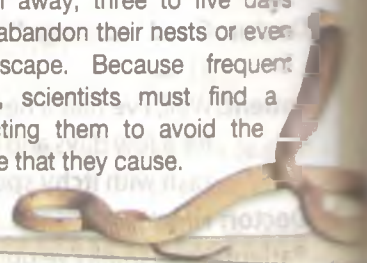 away, three to five days
abandon their nests or even
scape. Because frequent
, scientists must find a
ting them to avoid the
e that they cause.